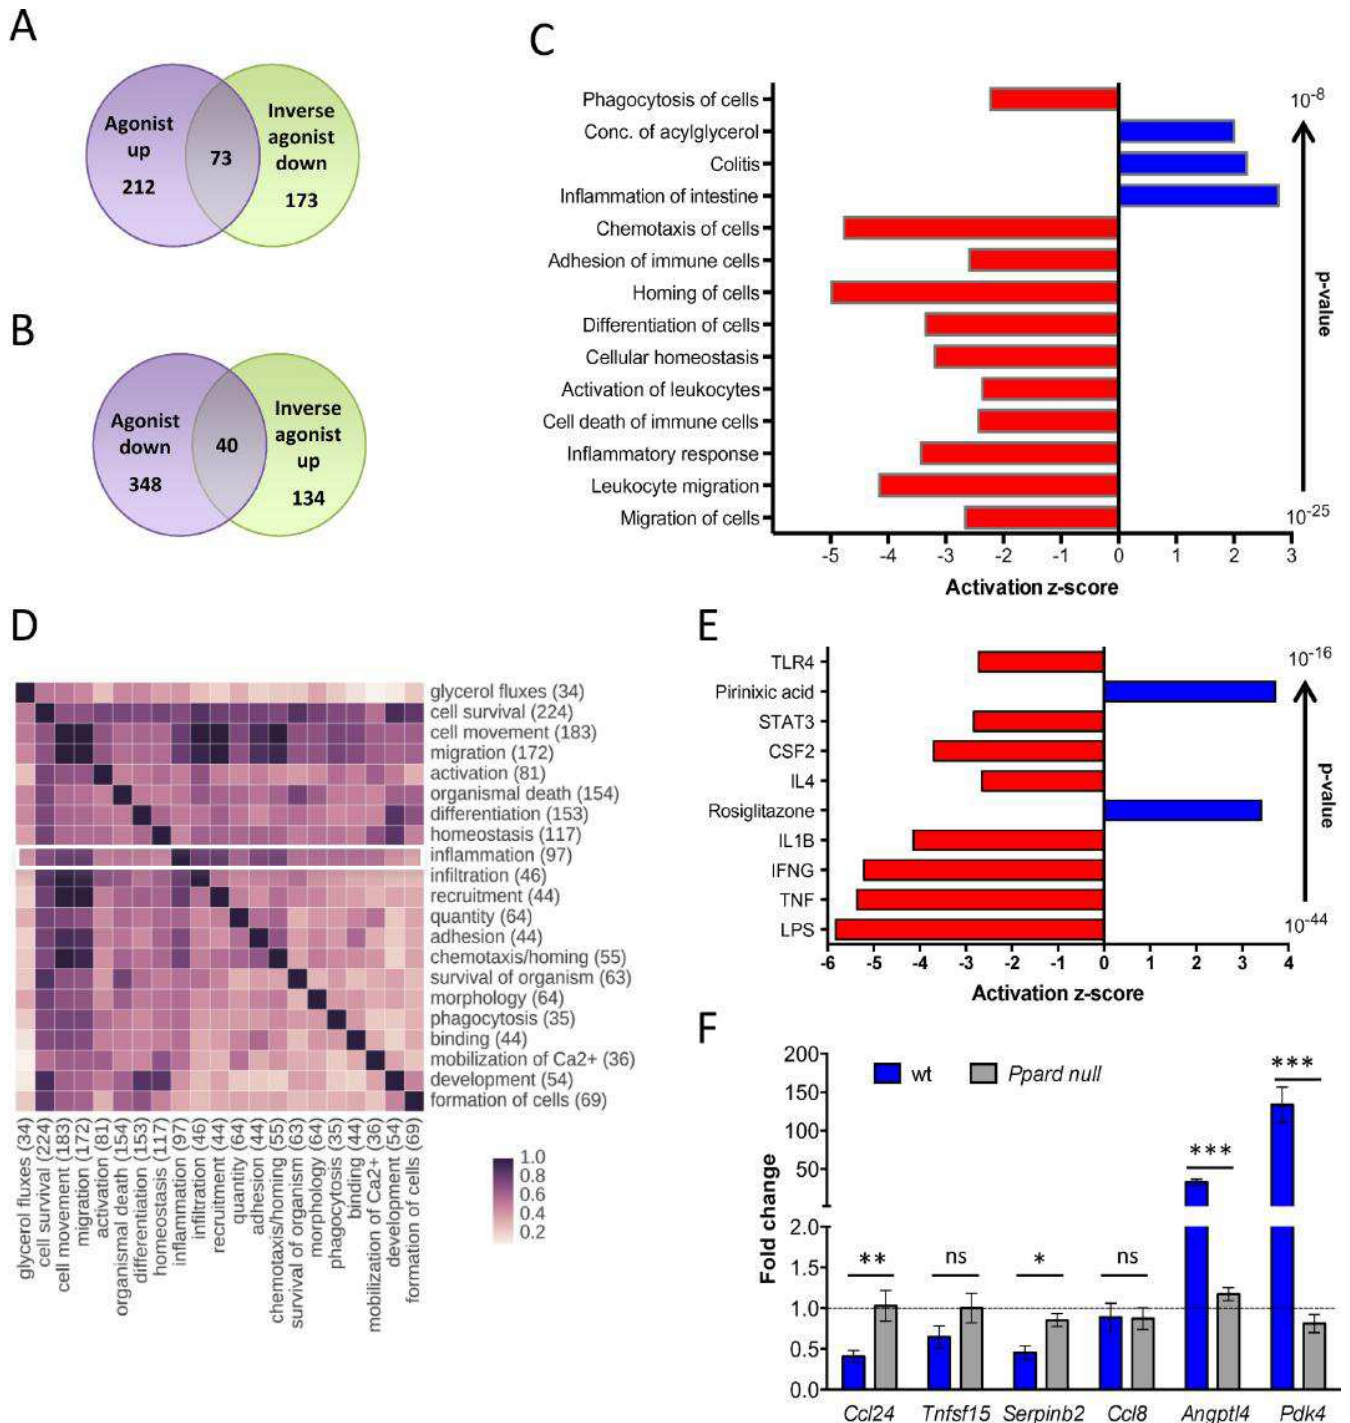 A
Agonist
up
212
73
Inverse
agonist
down
173
B
Agonist
down
348
40
Inverse
agonist
up
134
C
Phagocytosis of cells
Conc. of acylglycerol
Colitis
Inflammation of intestine
Chemotaxis of cells
Adhesion of immune cells
Homing of cells
Differentiation of cells
Cellular homeostasis
Activation of leukocytes
Cell death of immune cells
Inflammatory response
Leukocyte migration
Migration of cells
-5 -4 -3 -2 -1 0 1 2 3
Activation z-score
10-8
p-value
10-25
D
glycerol fluxes (34)
cell survival (224)
cell movement (183)
migration (172)
activation (81)
organismal death (154)
differentiation (153)
homeostasis (117)
inflammation (97)
infiltration (46)
recruitment (44)
quantity (64)
adhesion (44)
chemotaxis/homing (55)
survival of organism (63)
morphology (64)
phagocytosis (35)
binding (44)
mobilization of Ca2+ (36)
development (54)
formation of cells (69)
glycerol fluxes (34)
cell survival (224)
cell movement (183)
migration (172)
activation (81)
organismal death (154)
differentiation (153)
homeostasis (117)
inflammation (97)
infiltration (46)
recruitment (44)
quantity (64)
adhesion (44)
chemotaxis/homing (55)
survival of organism (63)
morphology (64)
phagocytosis (35)
binding (44)
mobilization of Ca2+ (36)
development (54)
formation of cells (69)
1.0
0.8
0.6
0.4
0.2
E
TLR4
Pirinixic acid
STAT3
CSF2
IL4
Rosiglitazone
IL1B
IFNG
TNF
LPS
-6 -5 -4 -3 -2 -1 0 1 2 3 4
Activation z-score
10-16
p-value
10-44
F
Fold change
200
150
100
50
2.0
1.5
1.0
0.5
0.0
wt
Ppard null
**
ns
*
ns
***
***
Ccl24 Tnfsf15 Serpinb2 Ccl8 Angptl4 Pdk4